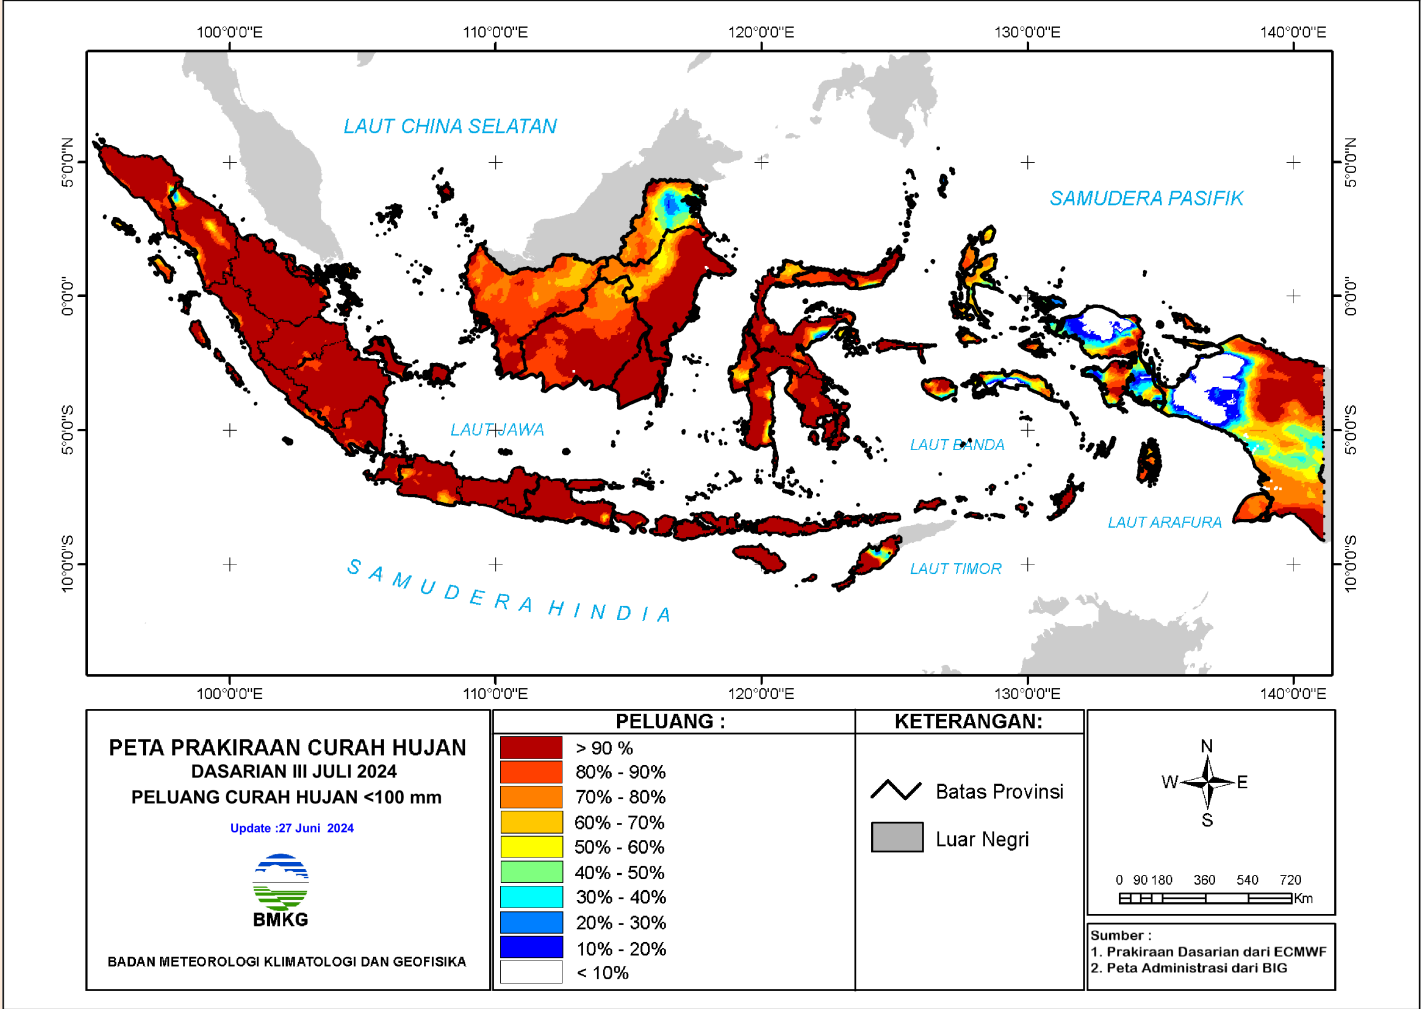 100°0'0"E 110°0'0"E 120°0'0"E 130°0'0"E 140°0'0"E
5°0'0"N
0°0'0"
5°0'0"S
10°0'0"S
LAUT CHINA SELATAN
SAMUDERA PASIFIK
LAUT JAWA
LAUT BANDA
LAUT ARAFURA
LAUT TIMOR
SAMUDERA HINDIA
5°0'0"N
0°0'0"
5°0'0"S
10°0'0"S
100°0'0"E 110°0'0"E 120°0'0"E 130°0'0"E 140°0'0"E
PETA PRAKIRAAN CURAH HUJAN
DASARIAN III JULI 2024
PELUANG CURAH HUJAN <100 mm
Update :27 Juni 2024
BMKG
BADAN METEOROLOGI KLIMATOLOGI DAN GEOFISIKA
PELUANG :
> 90 %
80% - 90%
70% - 80%
60% - 70%
50% - 60%
40% - 50%
30% - 40%
20% - 30%
10% - 20%
< 10%
KETERANGAN:
Batas Provinsi
Luar Negri
N
W E
S
0 90 180 360 540 720
Km
Sumber :
1. Prakiraan Dasarian dari ECMWF
2. Peta Administrasi dari BIG